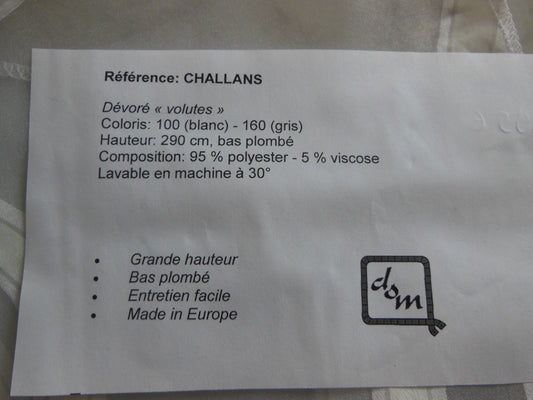 Référence: CHALLANS
Dévoré « volutes »
Coloris: 100 (blanc) - 160 (gris)
Hauteur: 290 cm, bas plombé
Composition: 95 % polyester - 5 % viscose
Lavable en machine à 30°
• Grande hauteur
• Bas plombé
• Entretien facile
• Made in Europe
dom